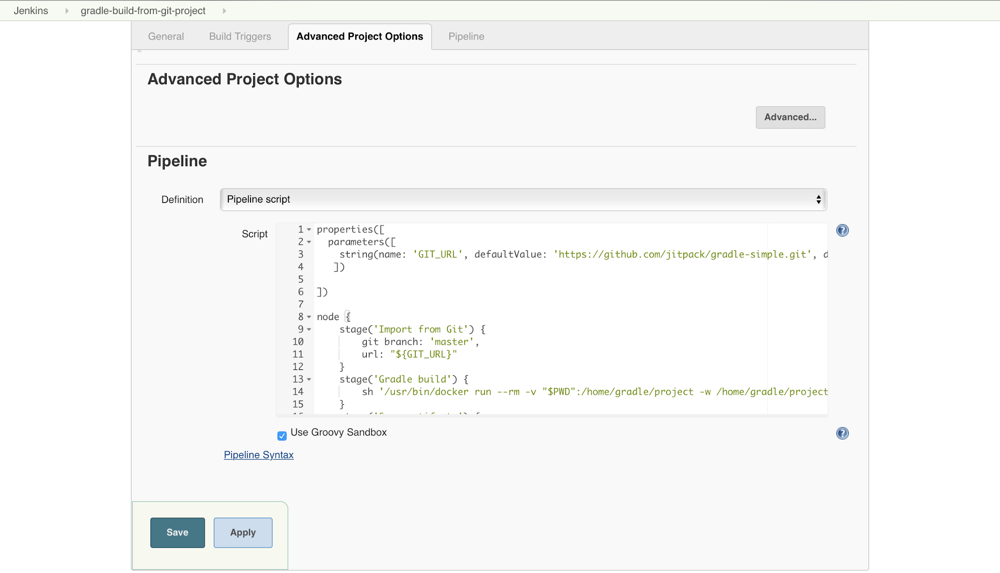 Jenkins gradle-build-from-git-project
General Build Triggers Advanced Project Options Pipeline
Advanced Project Options
Advanced...
Pipeline
Definition Pipeline script
Script
1 properties([
2   parameters([
3     string(name: 'GIT_URL', defaultValue: 'https://github.com/jitpack/gradle-simple.git', d
4    ])
5
6 ])
7
8 node {
9     stage('Import from Git') {
10         git branch: 'master',
11         url: "${GIT_URL}"
12     }
13     stage('Gradle build') {
14         sh '/usr/bin/docker run --rm -v "$PWD":/home/gradle/project -w /home/gradle/project
15     }
Use Groovy Sandbox
Pipeline Syntax
Save Apply